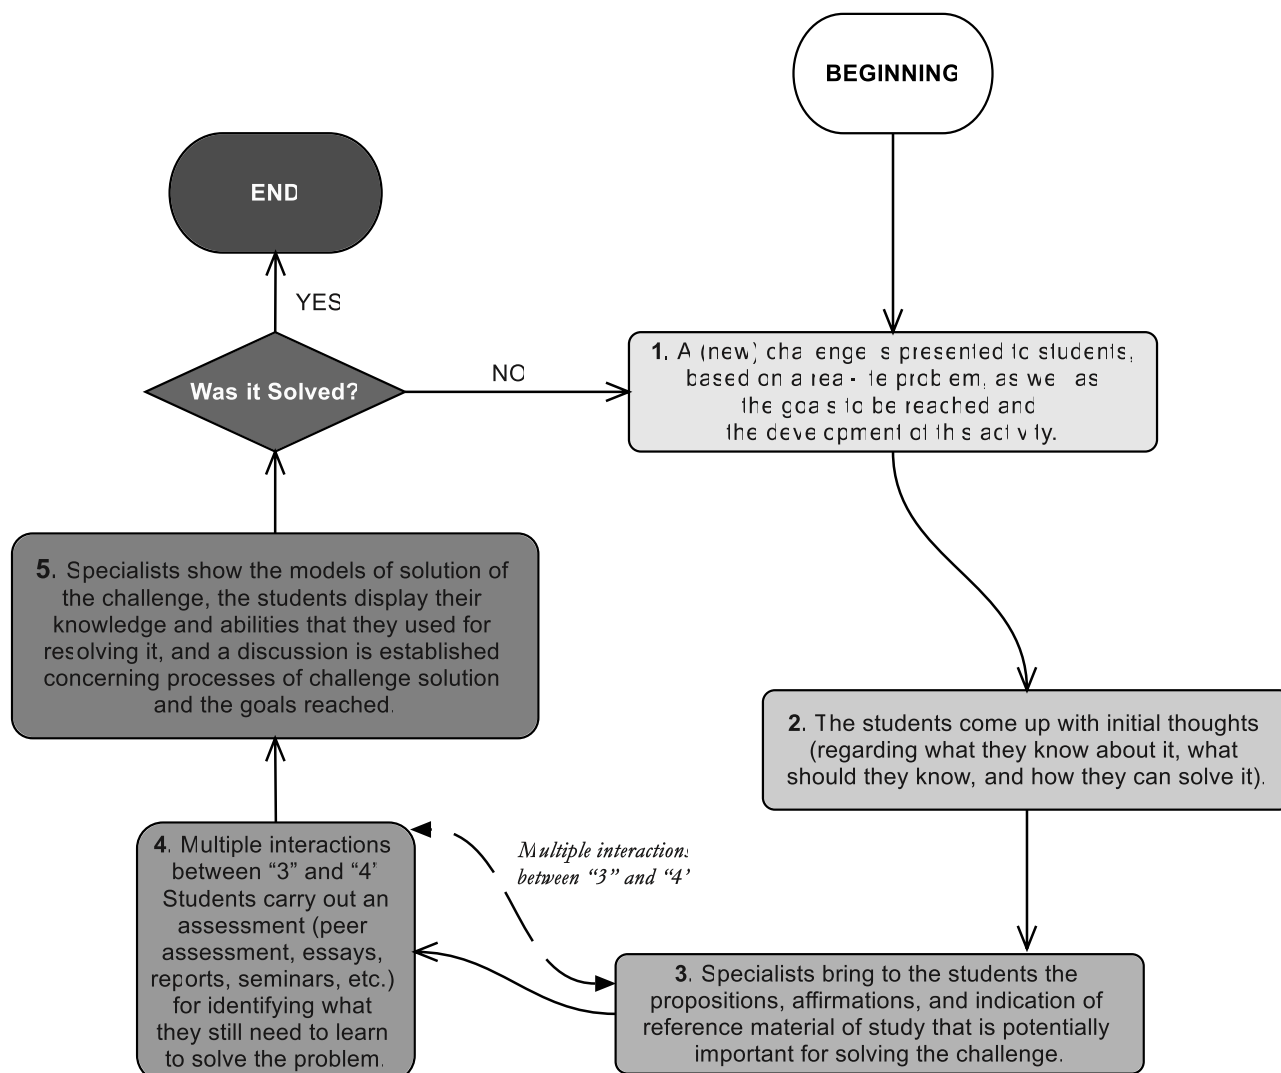 BEGINNING
END
YES
Was it Solved?
NO
1. A (new) challenge is presented to students,
based on a real-life problem, as well as
the goals to be reached and
the development of this activity.
5. Specialists show the models of solution of
the challenge, the students display their
knowledge and abilities that they used for
resolving it, and a discussion is established
concerning processes of challenge solution
and the goals reached.
2. The students come up with initial thoughts
(regarding what they know about it, what
should they know, and how they can solve it).
4. Multiple interactions
between “3” and “4”
Students carry out an
assessment (peer
assessment, essays,
reports, seminars, etc.)
for identifying what
they still need to learn
to solve the problem.
Multiple interactions
between “3” and “4”
3. Specialists bring to the students the
propositions, affirmations, and indication of
reference material of study that is potentially
important for solving the challenge.